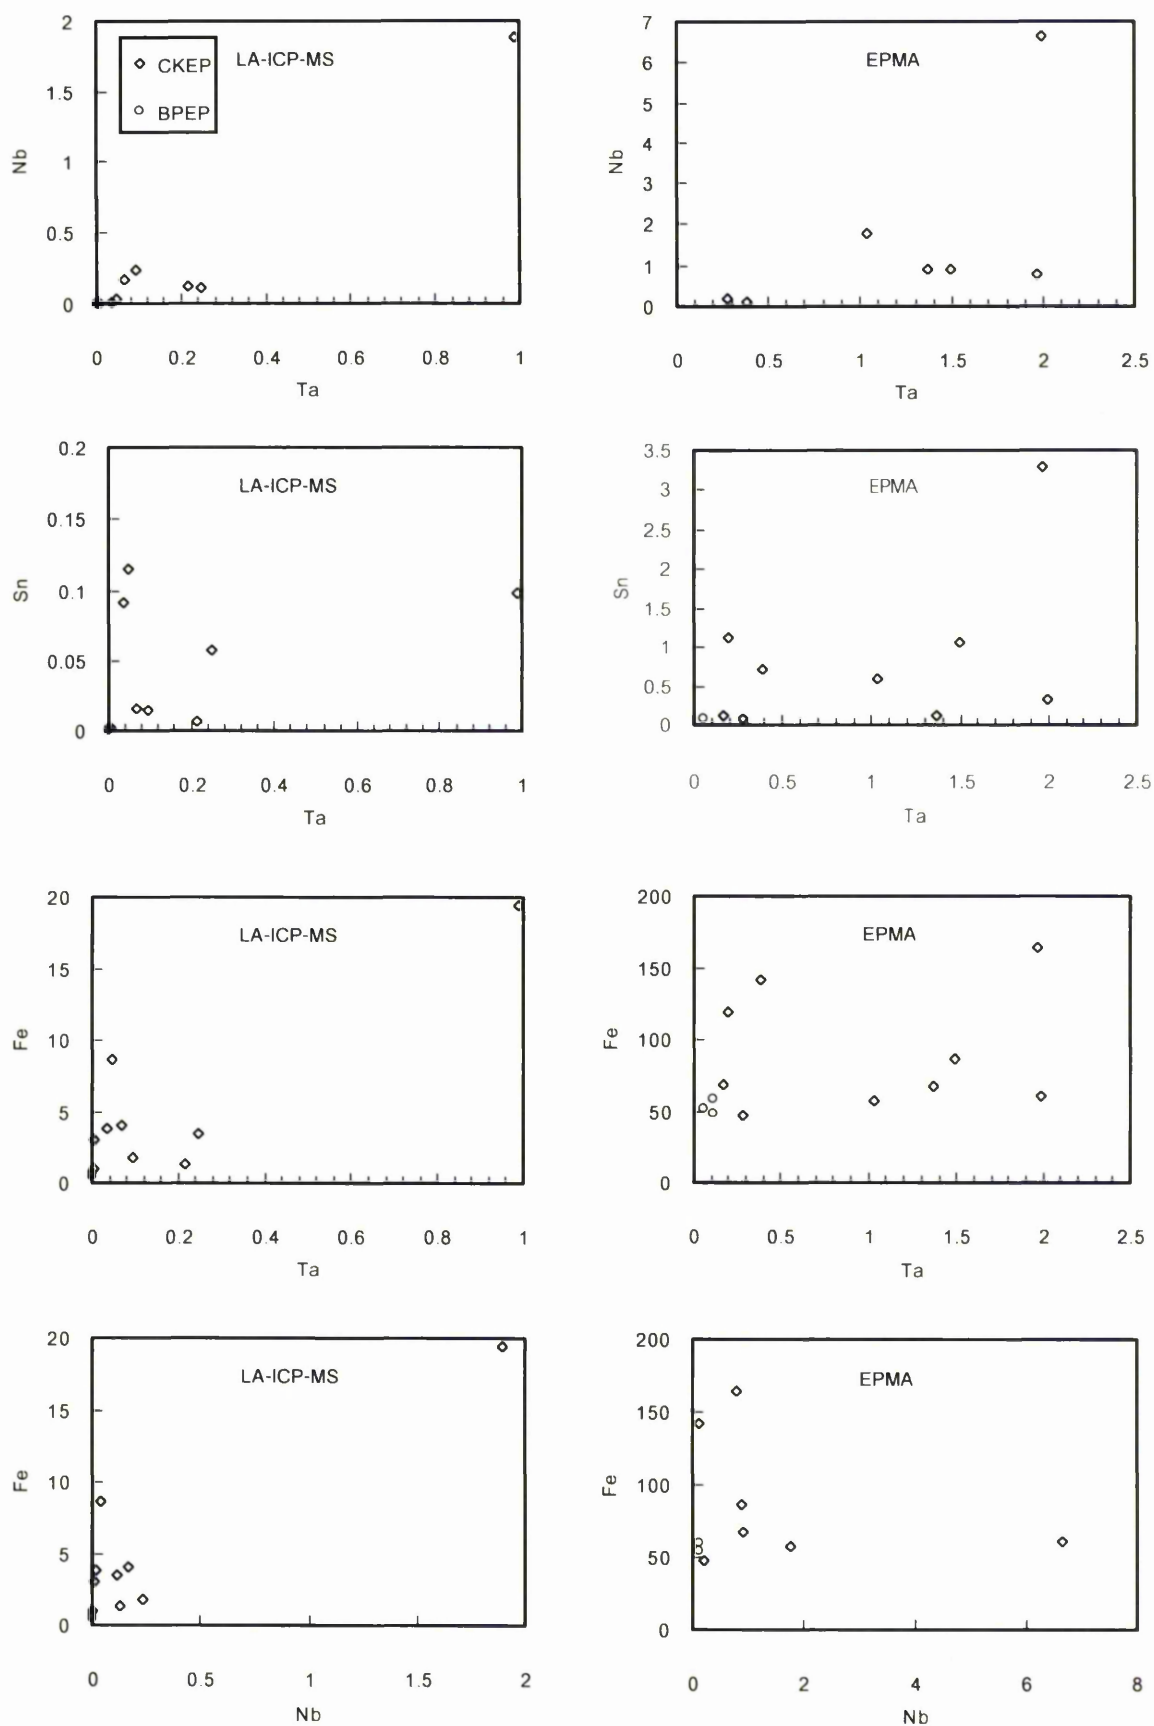 2
LA-ICP-MS
CKEP
BPEP
1.5
1
0.5
0
Nb
0 0.2 0.4 0.6 0.8 1
Ta
7
EPMA
6
5
4
3
2
1
0
Nb
0 0.5 1 1.5 2 2.5
Ta
0.2
LA-ICP-MS
0.15
0.1
0.05
0
Sn
0 0.2 0.4 0.6 0.8 1
Ta
3.5
EPMA
3
2.5
2
1.5
1
0.5
0
Sn
0 0.5 1 1.5 2 2.5
Ta
20
LA-ICP-MS
15
10
5
0
Fe
0 0.2 0.4 0.6 0.8 1
Ta
200
EPMA
150
100
50
0
Fe
0 0.5 1 1.5 2 2.5
Ta
20
LA-ICP-MS
15
10
5
0
Fe
0 0.5 1 1.5 2
Nb
200
EPMA
150
100
50
0
Fe
0 2 4 6 8
Nb